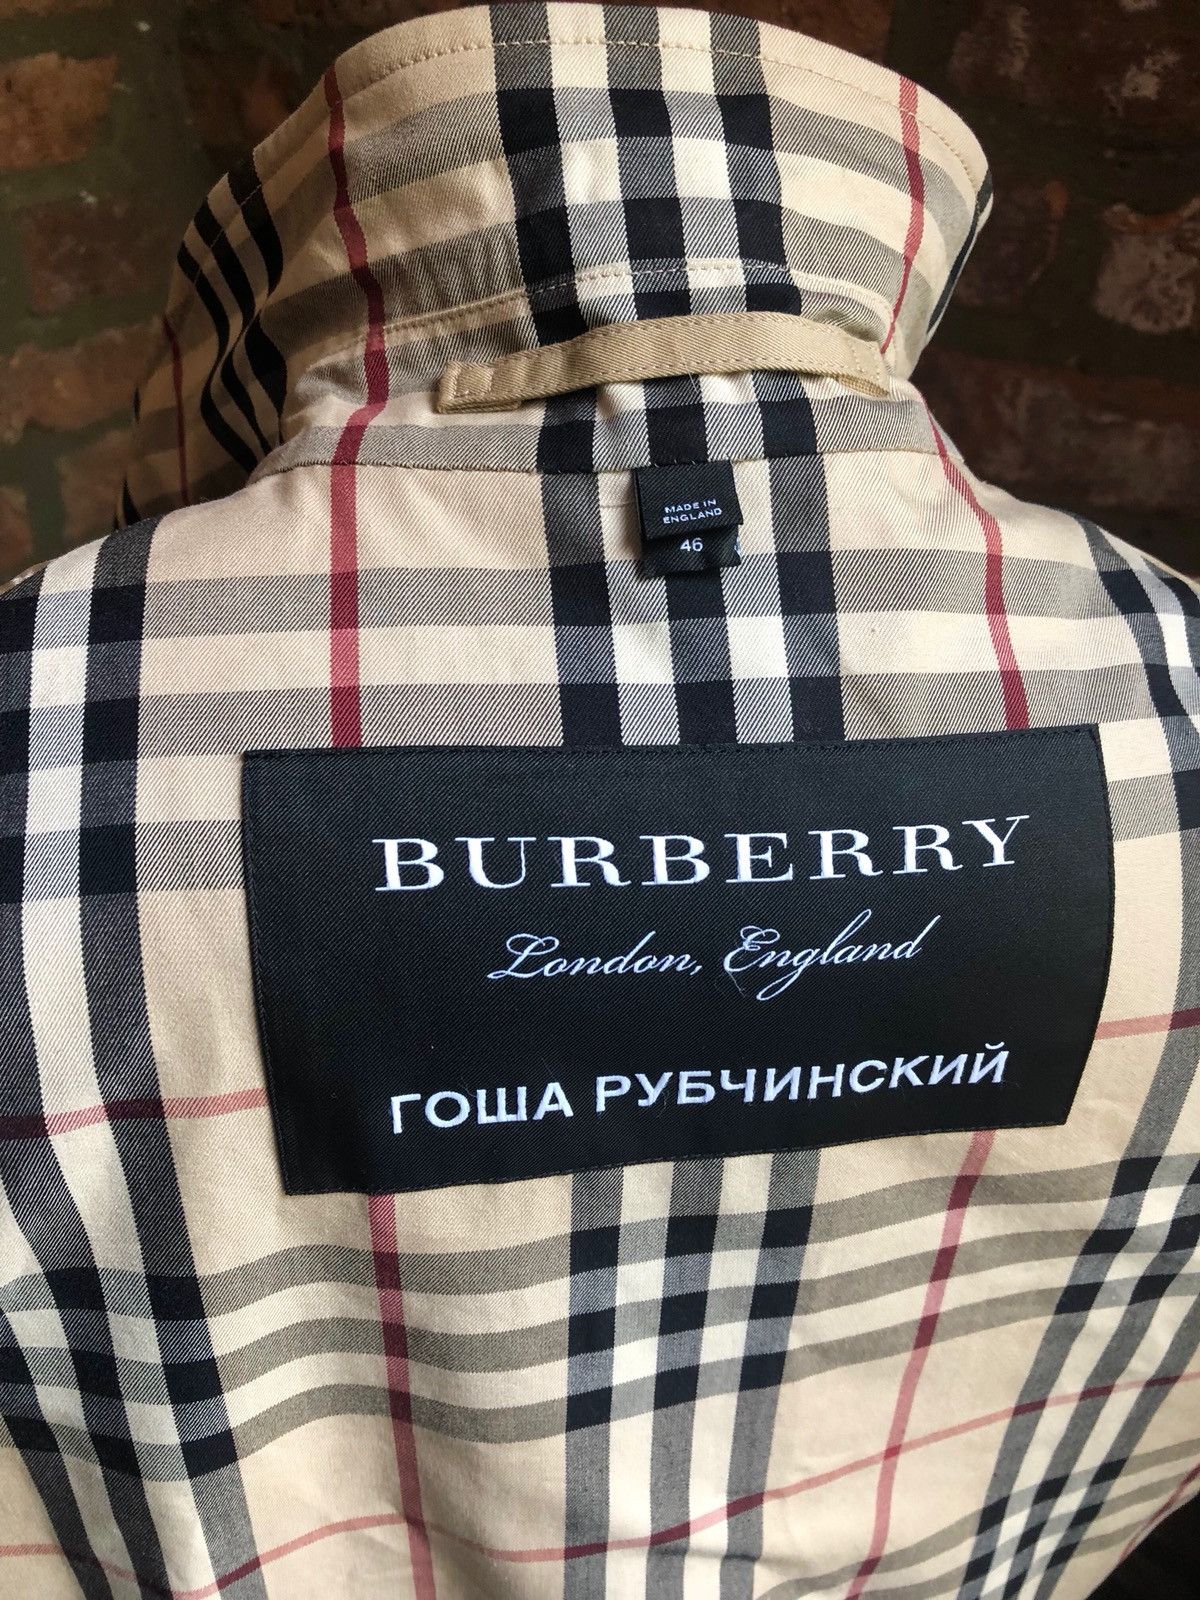 MADE IN
ENGLAND
46
BURBERRY
London, England
ГОША РУБЧИНСКИЙ